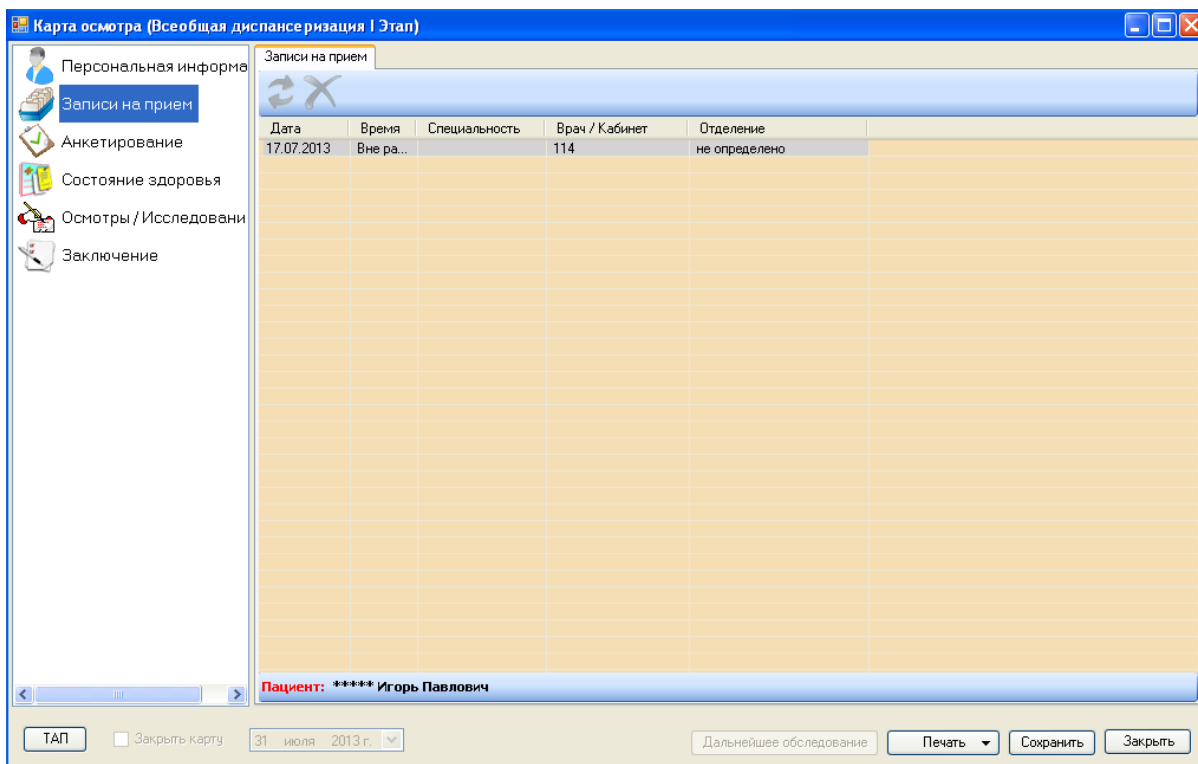 Карта осмотра (Всеобщая диспансеризация I Этап)
Персональная информа
Записи на прием
Анкетирование
Состояние здоровья
Осмотры / Исследовани
Заключение
Записи на прием
Дата Время Специальность Врач / Кабинет Отделение
17.07.2013 Вне ра... 114 не определено
Пациент: ***** Игорь Павлович
ТАП Закрыть карту 31 июля 2013 г. Дальнейшее обследование Печать Сохранить Закрыть